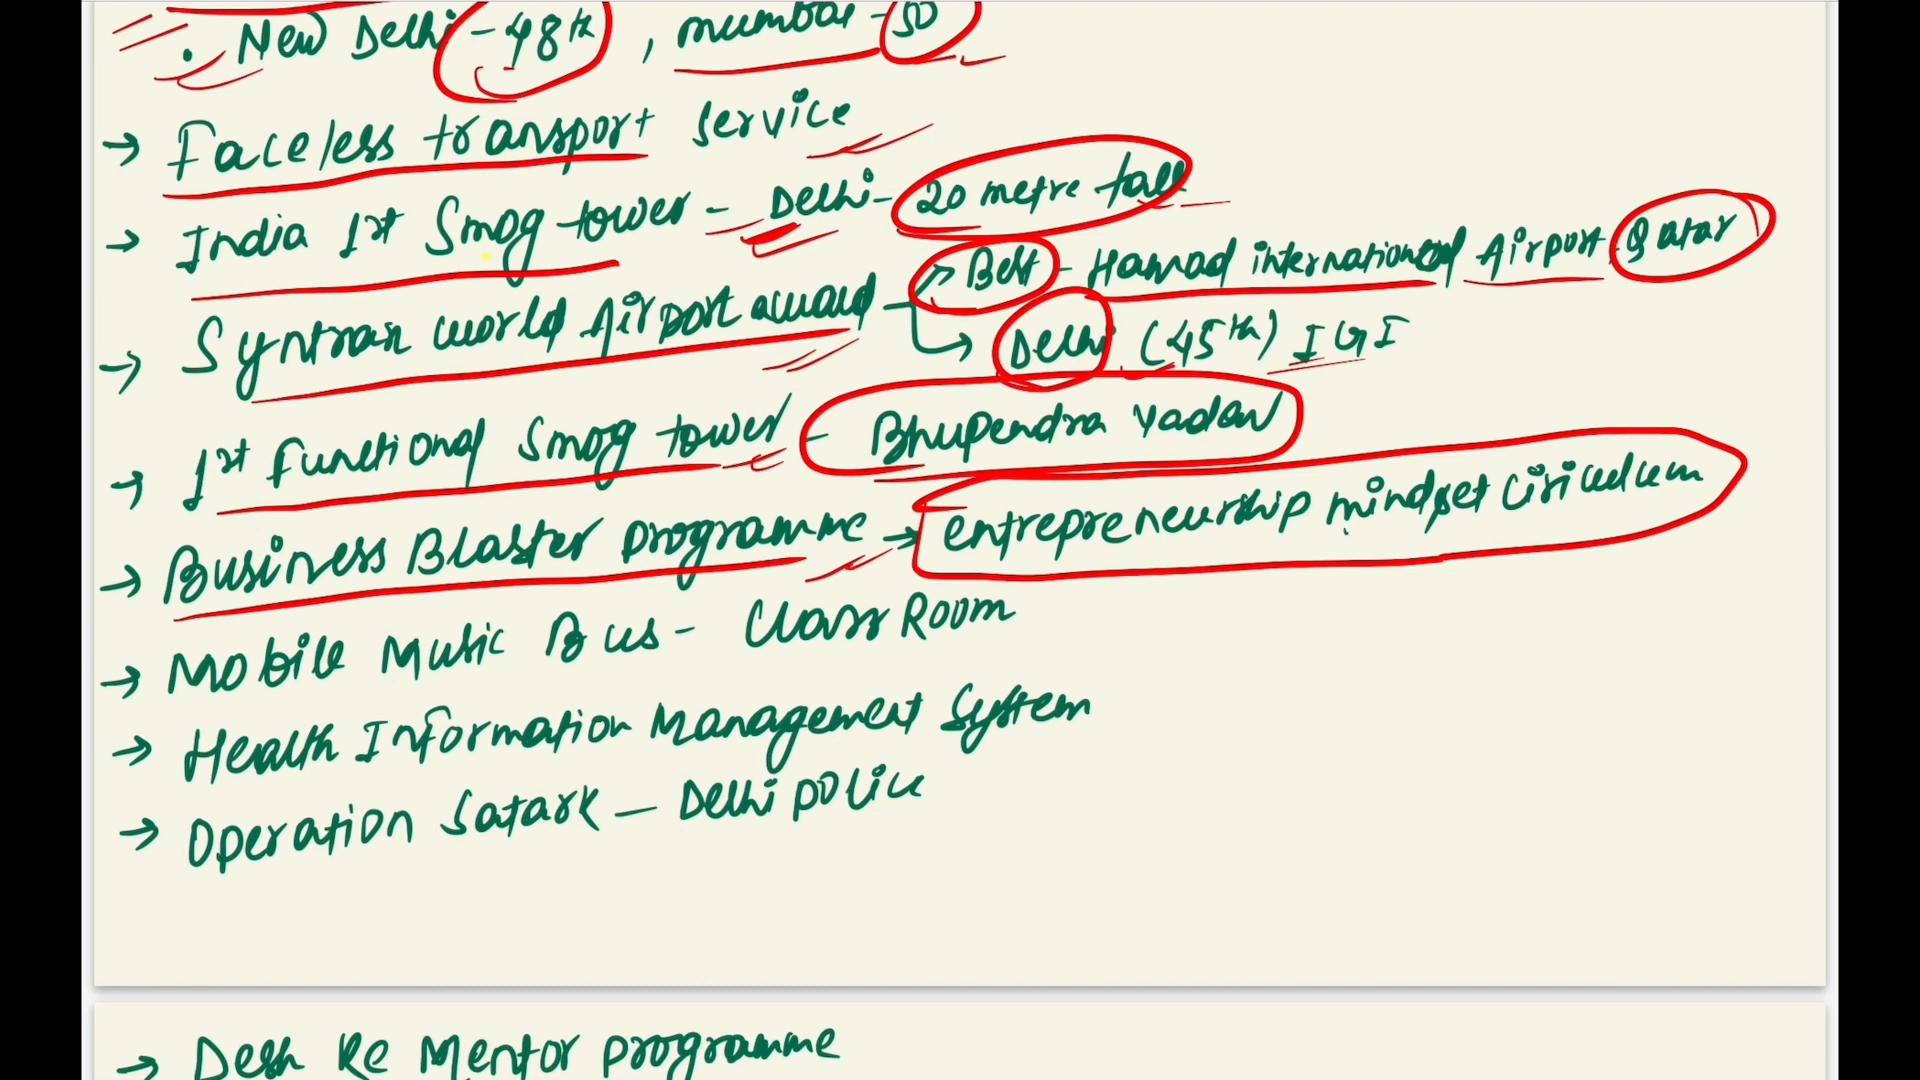 . New Delhi - 48th , mumbai - 50
→ Faceless transport service
→ India 1st Smog tower - Delhi - 20 metre tall
→ Syntrax world Airport award → Best - Hamad international Airport, Qatar
→ Delhi (45th) IGI
→ 1st Functional Smog tower - Bhupendra Yadav
→ Business Blaster programme → entrepreneurship mindset Ciriculum
→ Mobile Music Bus - Class Room
→ Health Information Management System
→ Operation Satark - Delhi police
→ Desh Ke Mentor programme